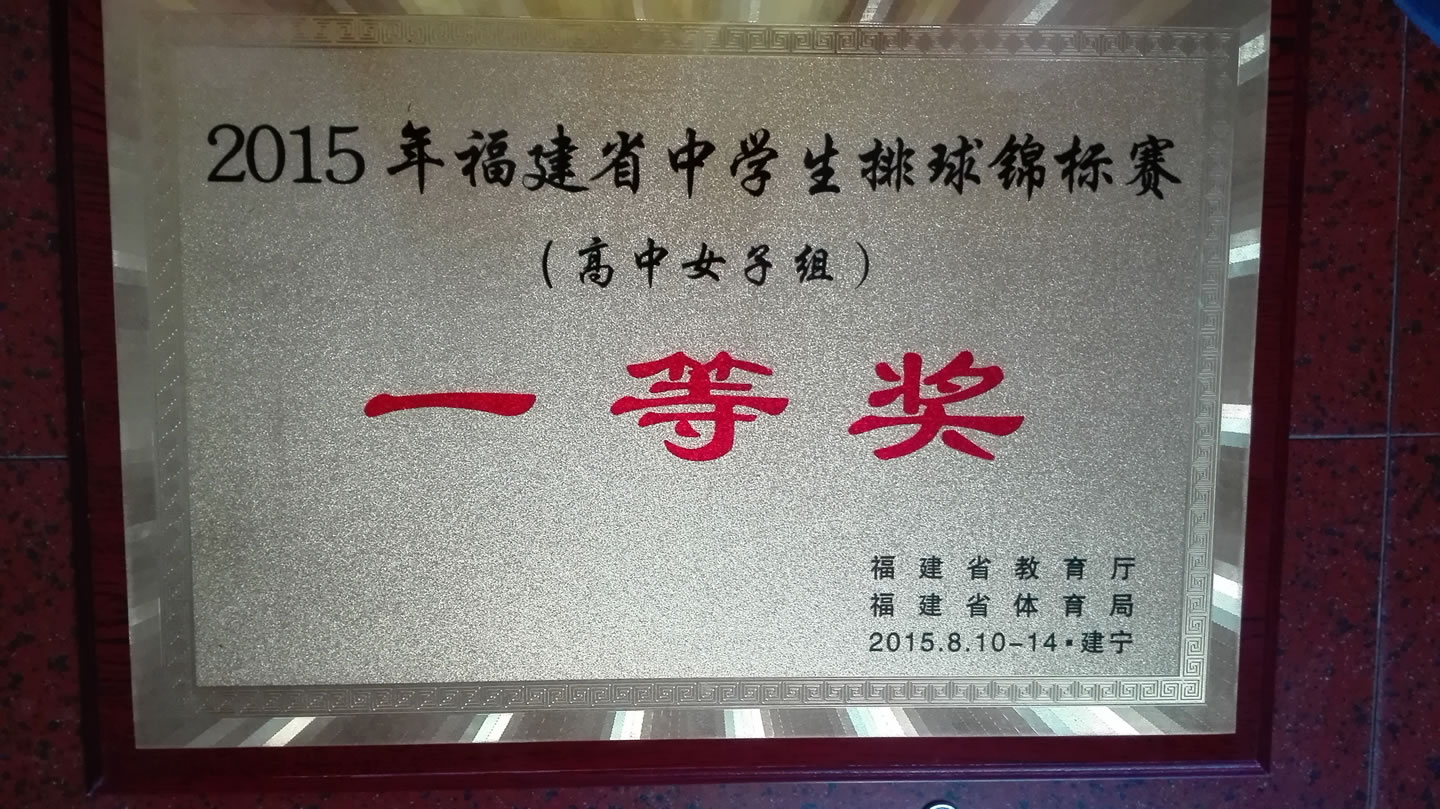 2015年福建省中学生排球锦标赛
（高中女子组）
一等奖
福建省教育厅
福建省体育局
2015.8.10-14·建宁